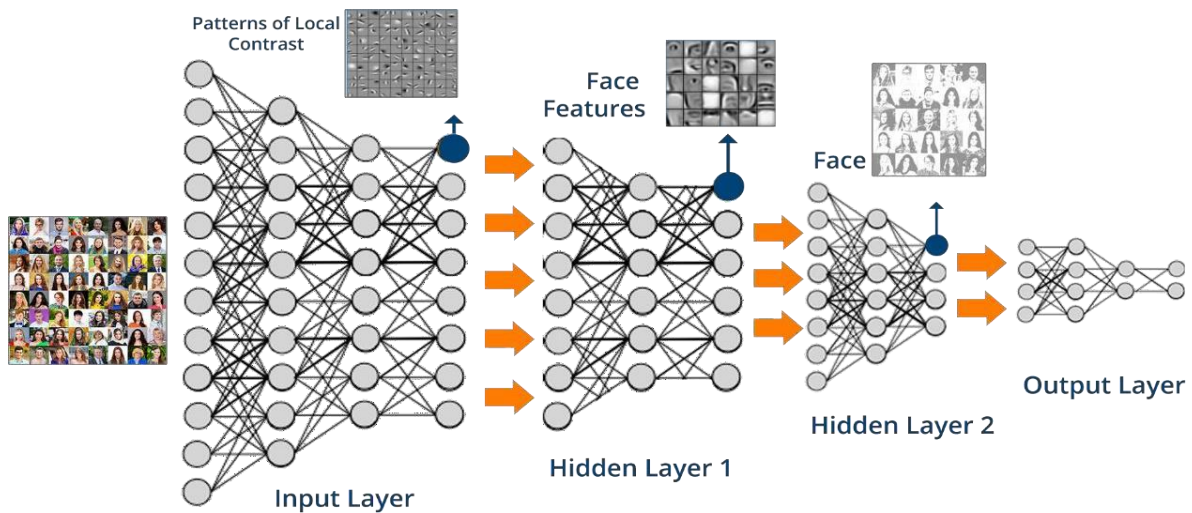 Patterns of Local
Contrast
Face
Features
Face
Input Layer
Hidden Layer 1
Hidden Layer 2
Output Layer